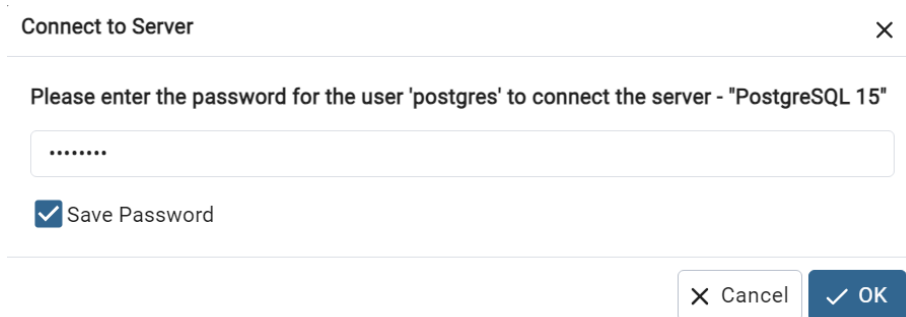 Connect to Server
Please enter the password for the user 'postgres' to connect the server - "PostgreSQL 15"
••••••••
Save Password
Cancel
OK